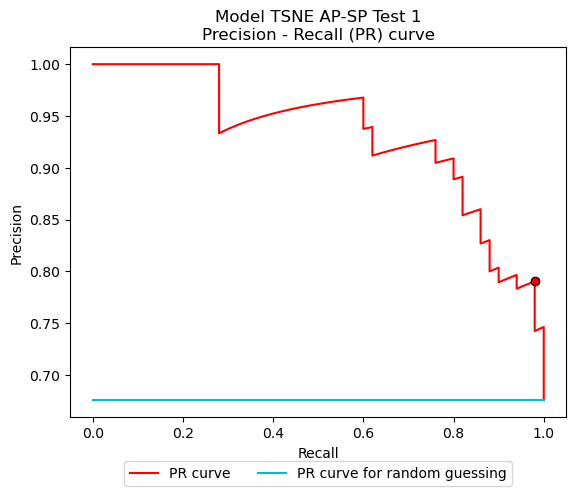 Model TSNE AP-SP Test 1
Precision - Recall (PR) curve
Precision
1.00
0.95
0.90
0.85
0.80
0.75
0.70
0.0 0.2 0.4 0.6 0.8 1.0
Recall
PR curve PR curve for random guessing